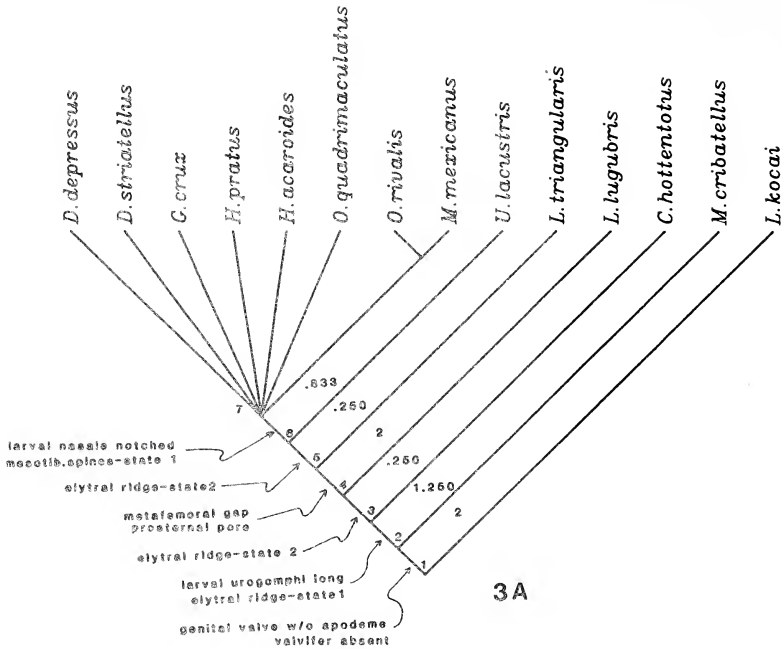 D.depressus
D.striatellus
G.crux
H.pratus
H.acaroides
O.quadrimaculatus
O.rivalis
M.mexicanus
U.lacustris
L.triangularis
L.lugubris
C.hottentotus
M.cribatellus
L.kocai
7
.833
6
.250
5
2
4
.250
3
1.250
2
2
1
larval nasale notched
mesotib.spines-state 1
elytral ridge-state2
metafemoral gap
prosternal pore
elytral ridge-state 2
larval urogomphi long
elytral ridge-state1
genital valve w/o apodeme
valvifer absent
3A